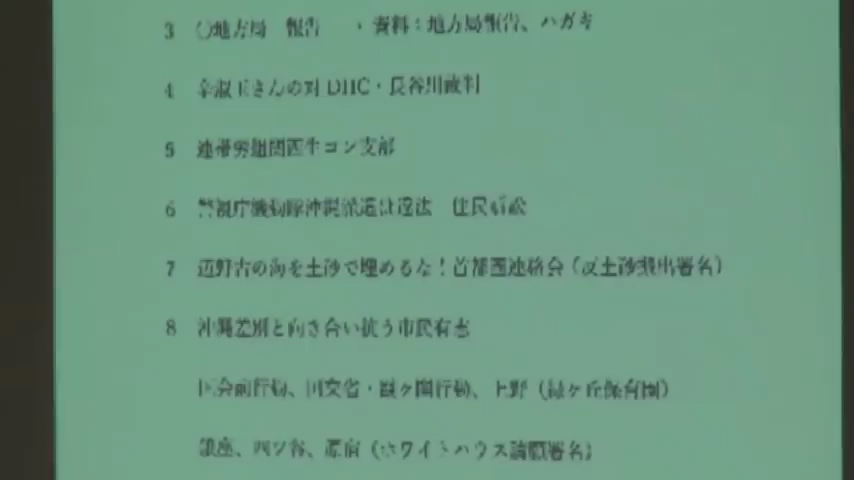 3 〇地方局 報告 ・資料：地方局報告、ハガキ
4 辛淑玉さんの対DHC・長谷川裁判
5 連帯労組関西生コン支部
6 警視庁機動隊沖縄派遣は違法 住民訴訟
7 辺野古の海を土砂で埋めるな！首都圏連絡会（反土砂搬出署名）
8 沖縄差別と向き合い抗う市民有志
国会前行動、国交省・霞ヶ関行動、上野（緑ヶ丘保育園）
銀座、四ツ谷、原宿（ホワイトハウス請願署名）